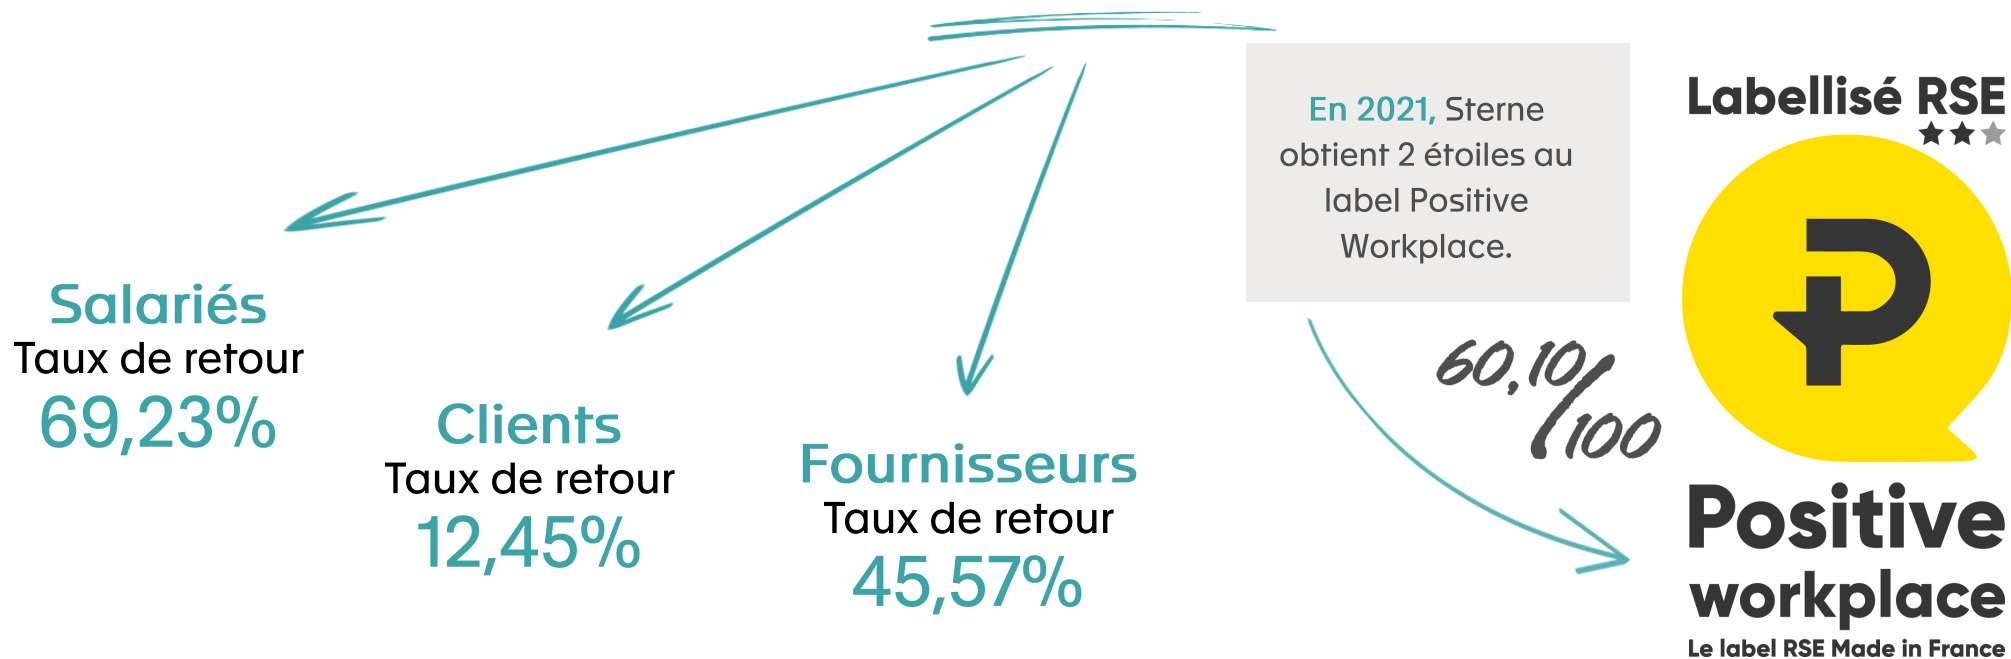 Salariés
Taux de retour
69,23%
Clients
Taux de retour
12,45%
Fournisseurs
Taux de retour
45,57%
En 2021, Sterne
obtient 2 étoiles au
label Positive
Workplace.
60,10/100
Labellisé RSE
Positive
workplace
Le label RSE Made in France